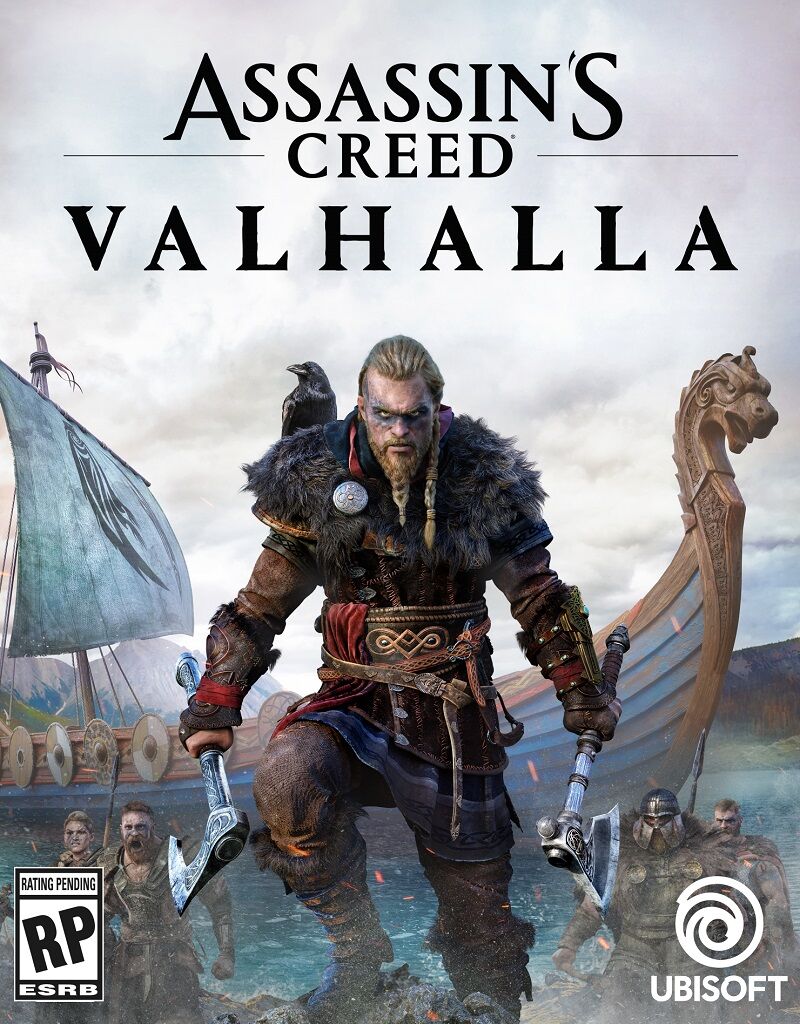 ASSASSIN'S
CREED®
VALHALLA
RATING PENDING
RP
ESRB
UBISOFT